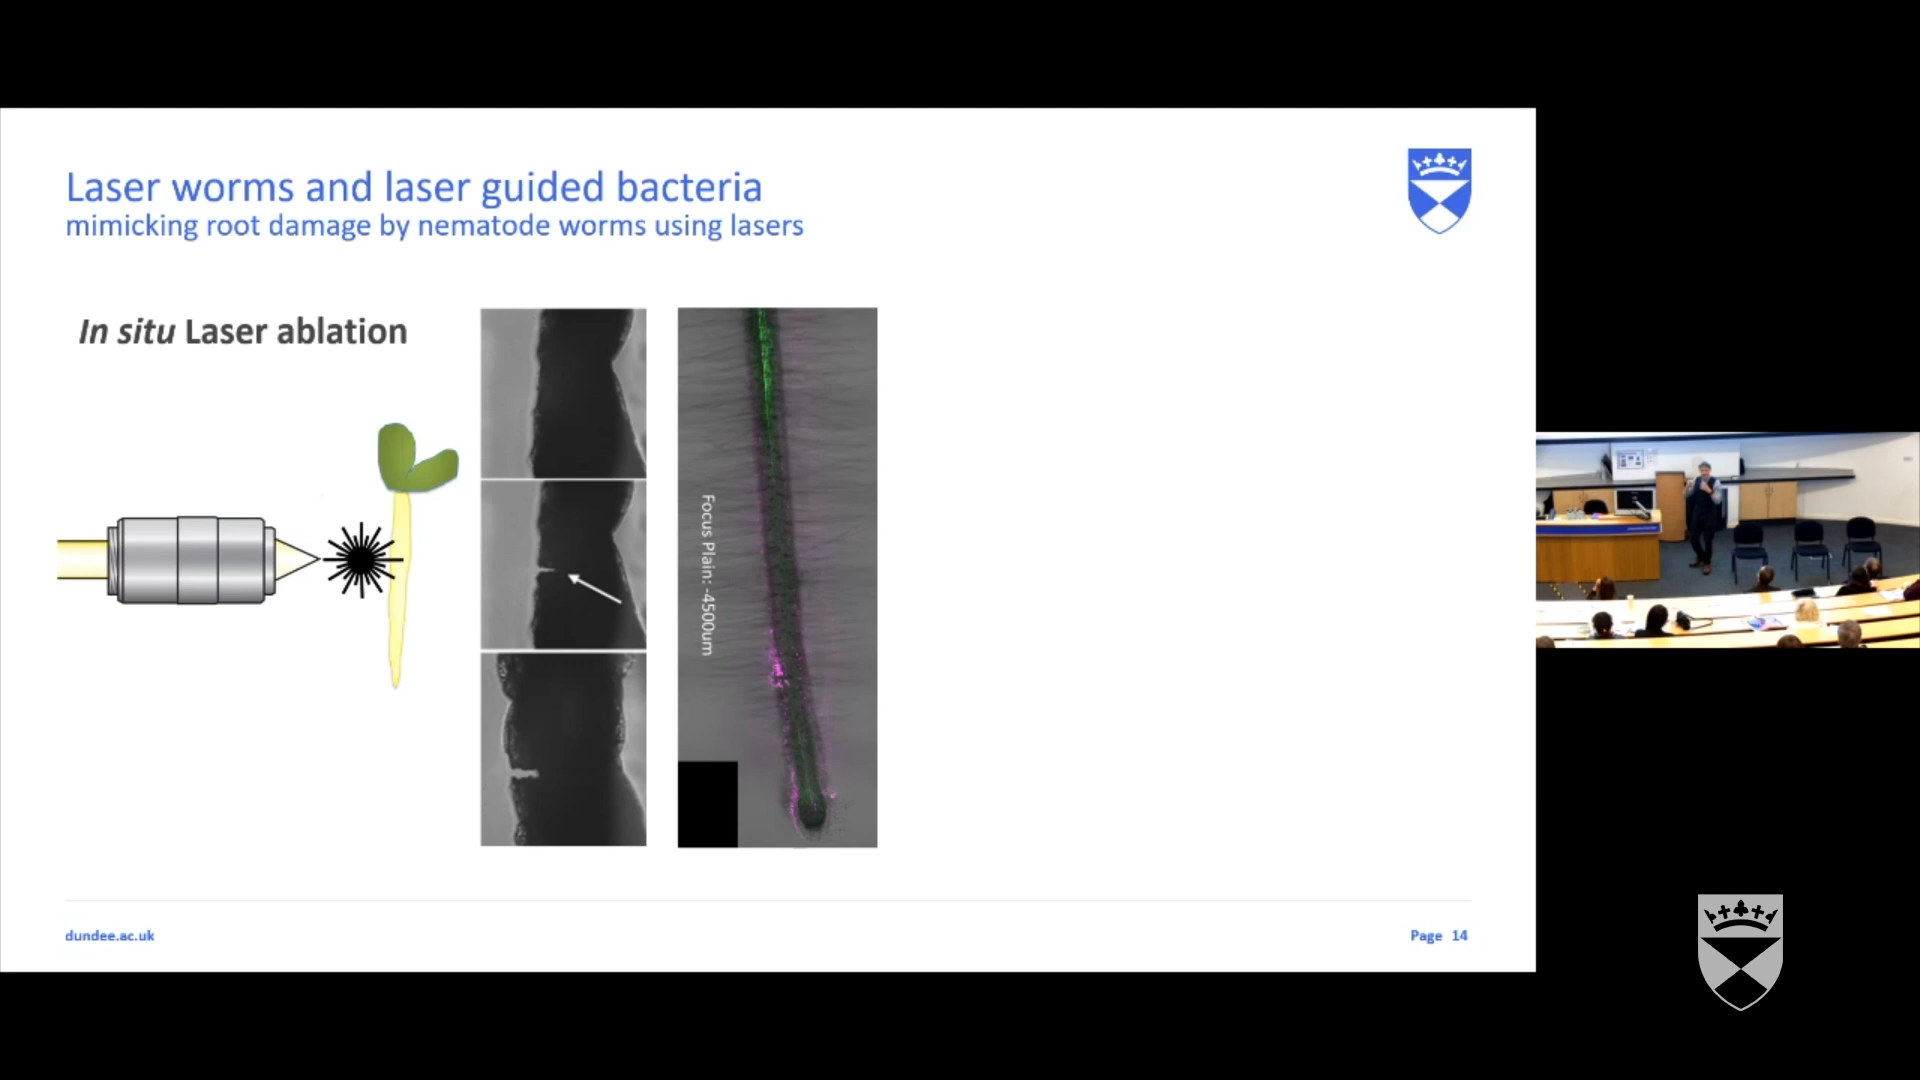 Laser worms and laser guided bacteria
mimicking root damage by nematode worms using lasers
In situ Laser ablation
Focus Plain: -4500um
dundee.ac.uk
Page 14